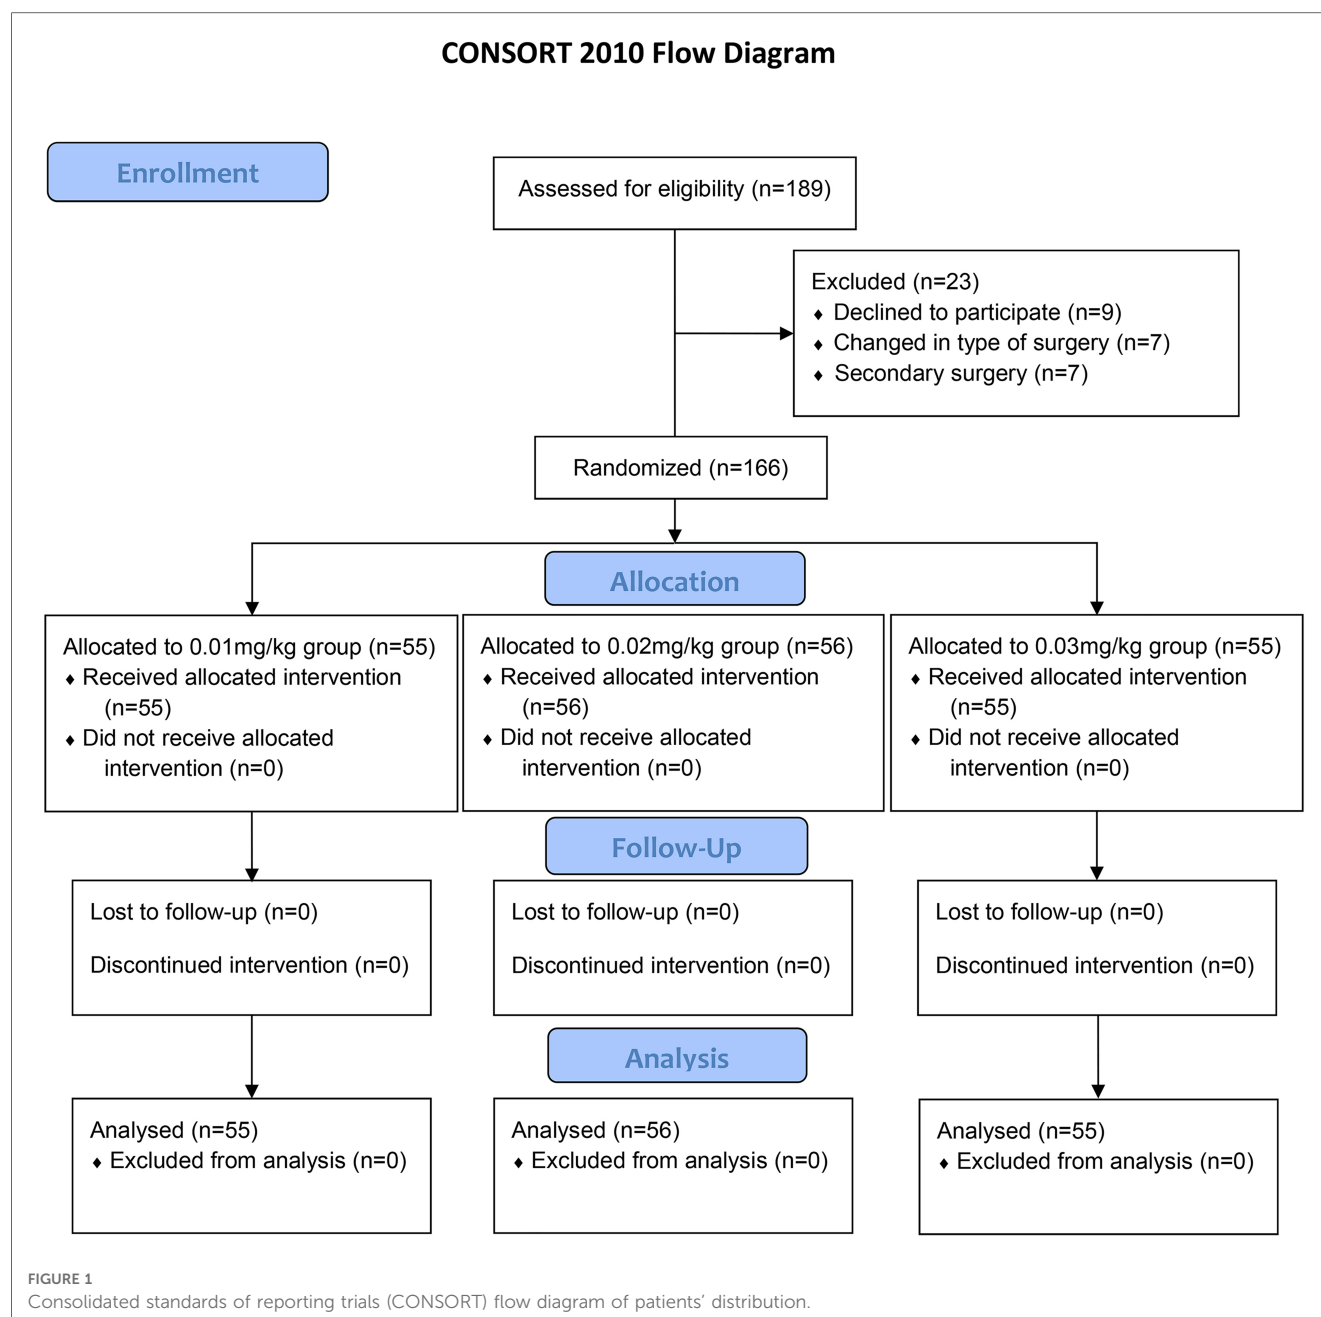 CONSORT 2010 Flow Diagram
Enrollment
Assessed for eligibility (n=189)
Excluded (n=23)
♦ Declined to participate (n=9)
♦ Changed in type of surgery (n=7)
♦ Secondary surgery (n=7)
Randomized (n=166)
Allocation
Allocated to 0.01mg/kg group (n=55)
♦ Received allocated intervention
(n=55)
♦ Did not receive allocated
intervention (n=0)
Allocated to 0.02mg/kg group (n=56)
♦ Received allocated intervention
(n=56)
♦ Did not receive allocated
intervention (n=0)
Allocated to 0.03mg/kg group (n=55)
♦ Received allocated intervention
(n=55)
♦ Did not receive allocated
intervention (n=0)
Follow-Up
Lost to follow-up (n=0)
Discontinued intervention (n=0)
Lost to follow-up (n=0)
Discontinued intervention (n=0)
Lost to follow-up (n=0)
Discontinued intervention (n=0)
Analysis
Analysed (n=55)
♦ Excluded from analysis (n=0)
Analysed (n=56)
♦ Excluded from analysis (n=0)
Analysed (n=55)
♦ Excluded from analysis (n=0)
FIGURE 1
Consolidated standards of reporting trials (CONSORT) flow diagram of patients’ distribution.